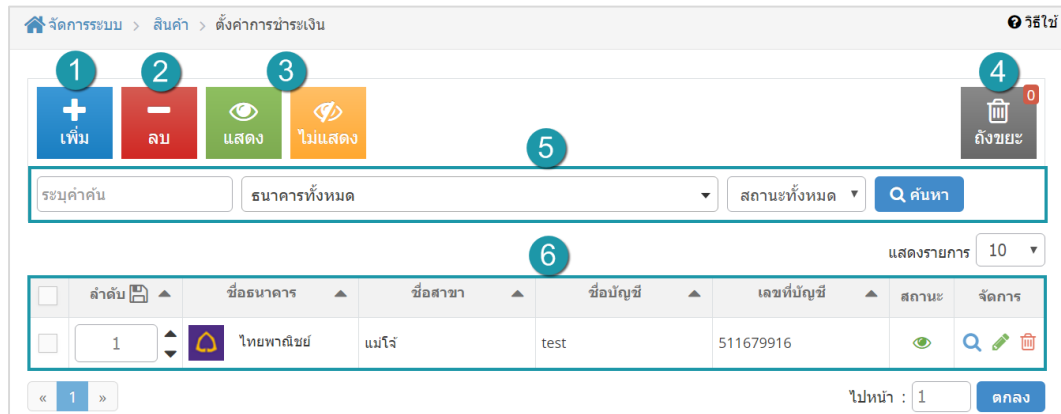 จัดการระบบ > สินค้า > ตั้งค่าการชำระเงิน วิธีใช้
1 2 3 4
เพิ่ม ลบ แสดง ไม่แสดง 0 ถังขยะ
5
ระบุค่าค้น ธนาคารทั้งหมด สถานะทั้งหมด ค้นหา
6 แสดงรายการ 10
ลำดับ ชื่อธนาคาร ชื่อสาขา ชื่อบัญชี เลขที่บัญชี สถานะ จัดการ
1 ไทยพาณิชย์ แม่โจ้ test 511679916
« 1 » ไปหน้า : 1 ตกลง